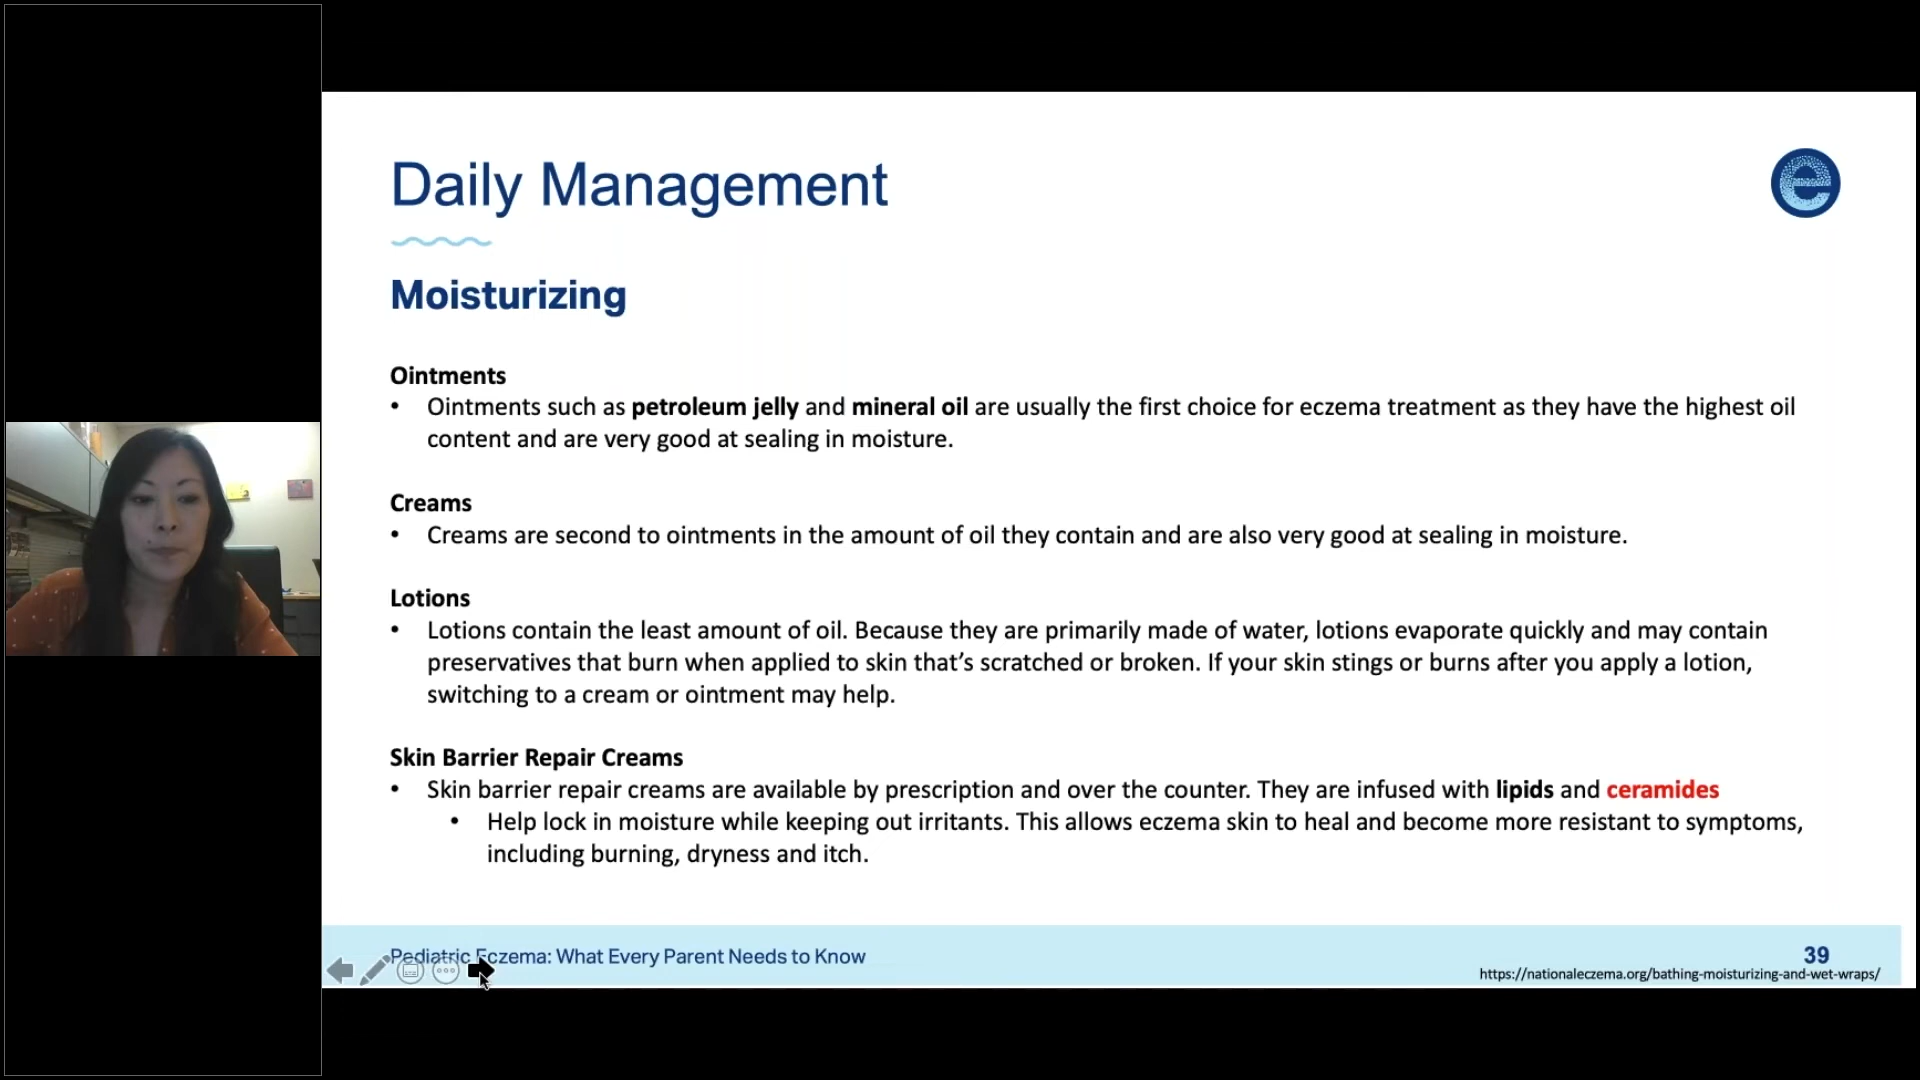 Daily Management
e
Moisturizing
Ointments
• Ointments such as petroleum jelly and mineral oil are usually the first choice for eczema treatment as they have the highest oil
content and are very good at sealing in moisture.
Creams
• Creams are second to ointments in the amount of oil they contain and are also very good at sealing in moisture.
Lotions
• Lotions contain the least amount of oil. Because they are primarily made of water, lotions evaporate quickly and may contain
preservatives that burn when applied to skin that’s scratched or broken. If your skin stings or burns after you apply a lotion,
switching to a cream or ointment may help.
Skin Barrier Repair Creams
• Skin barrier repair creams are available by prescription and over the counter. They are infused with lipids and ceramides
• Help lock in moisture while keeping out irritants. This allows eczema skin to heal and become more resistant to symptoms,
including burning, dryness and itch.
Pediatric Eczema: What Every Parent Needs to Know
39
https://nationaleczema.org/bathing-moisturizing-and-wet-wraps/